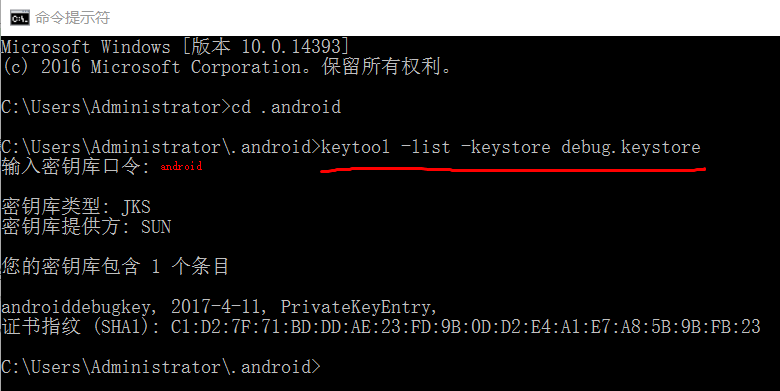 命令提示符
Microsoft Windows [版本 10.0.14393]
(c) 2016 Microsoft Corporation。保留所有权利。
C:\Users\Administrator>cd .android
C:\Users\Administrator\.android>keytool -list -keystore debug.keystore
输入密钥库口令: android
密钥库类型: JKS
密钥库提供方: SUN
您的密钥库包含 1 个条目
androiddebugkey, 2017-4-11, PrivateKeyEntry,
证书指纹 (SHA1): C1:D2:7F:71:BD:DD:AE:23:FD:9B:0D:D2:E4:A1:E7:A8:5B:9B:FB:23
C:\Users\Administrator\.android>